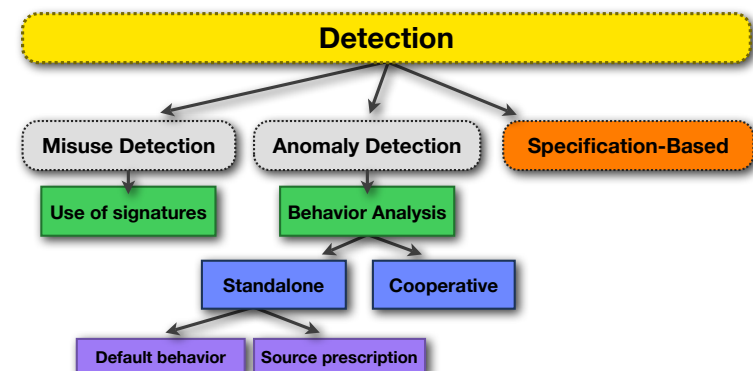 Detection
Misuse Detection
Anomaly Detection
Specification-Based
Use of signatures
Behavior Analysis
Standalone
Cooperative
Default behavior
Source prescription